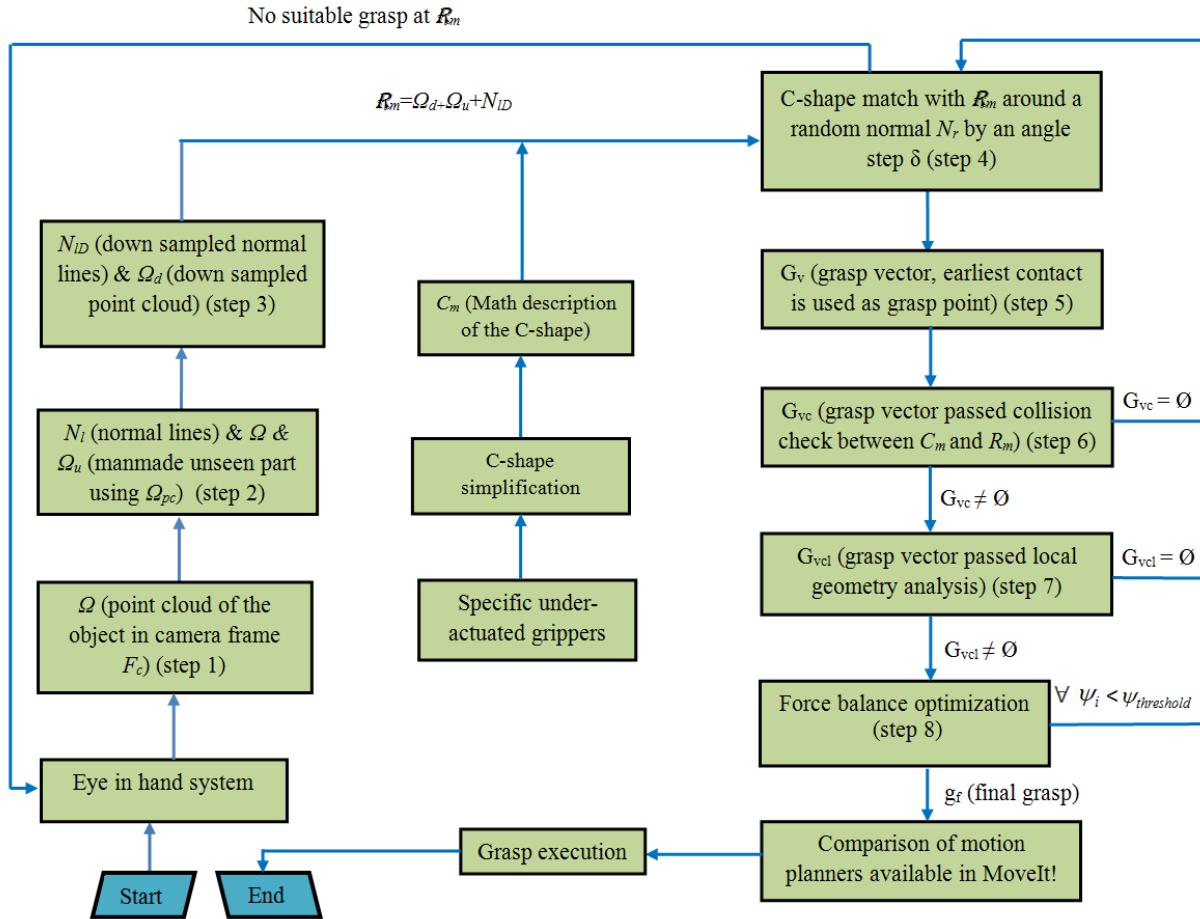 No suitable grasp at Rm
Rm=Ωd+Ωu+NlD
C-shape match with Rm around a
random normal Nr by an angle
step δ (step 4)
NlD (down sampled normal
lines) & Ωd (down sampled
point cloud) (step 3)
Gv (grasp vector, earliest contact
is used as grasp point) (step 5)
Cm (Math description
of the C-shape)
Gvc (grasp vector passed collision
check between Cm and Rm) (step 6)
Gvc = Ø
Nl (normal lines) & Ω &
Ωu (manmade unseen part
using Ωpc) (step 2)
C-shape
simplification
Gvc ≠ Ø
Gvcl (grasp vector passed local
geometry analysis) (step 7)
Gvcl = Ø
Ω (point cloud of the
object in camera frame
Fc) (step 1)
Specific under-
actuated grippers
Gvcl ≠ Ø
Force balance optimization
(step 8)
∀ ψi < ψthreshold
Eye in hand system
gf (final grasp)
Comparison of motion
planners available in MoveIt!
Grasp execution
Start
End